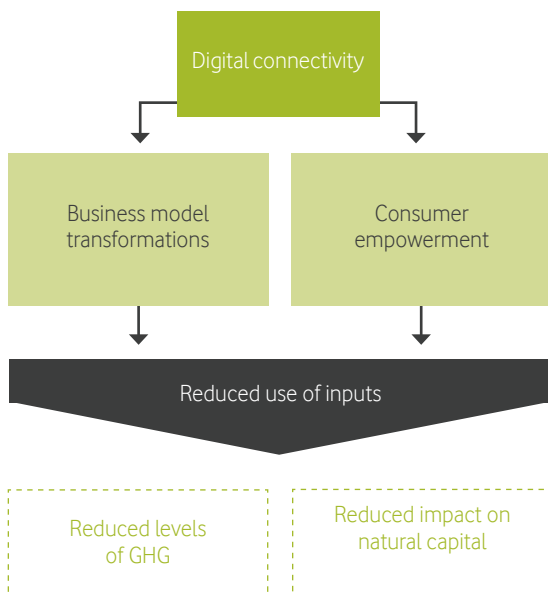 Digital connectivity
Business model
transformations
Consumer
empowerment
Reduced use of inputs
Reduced levels
of GHG
Reduced impact on
natural capital